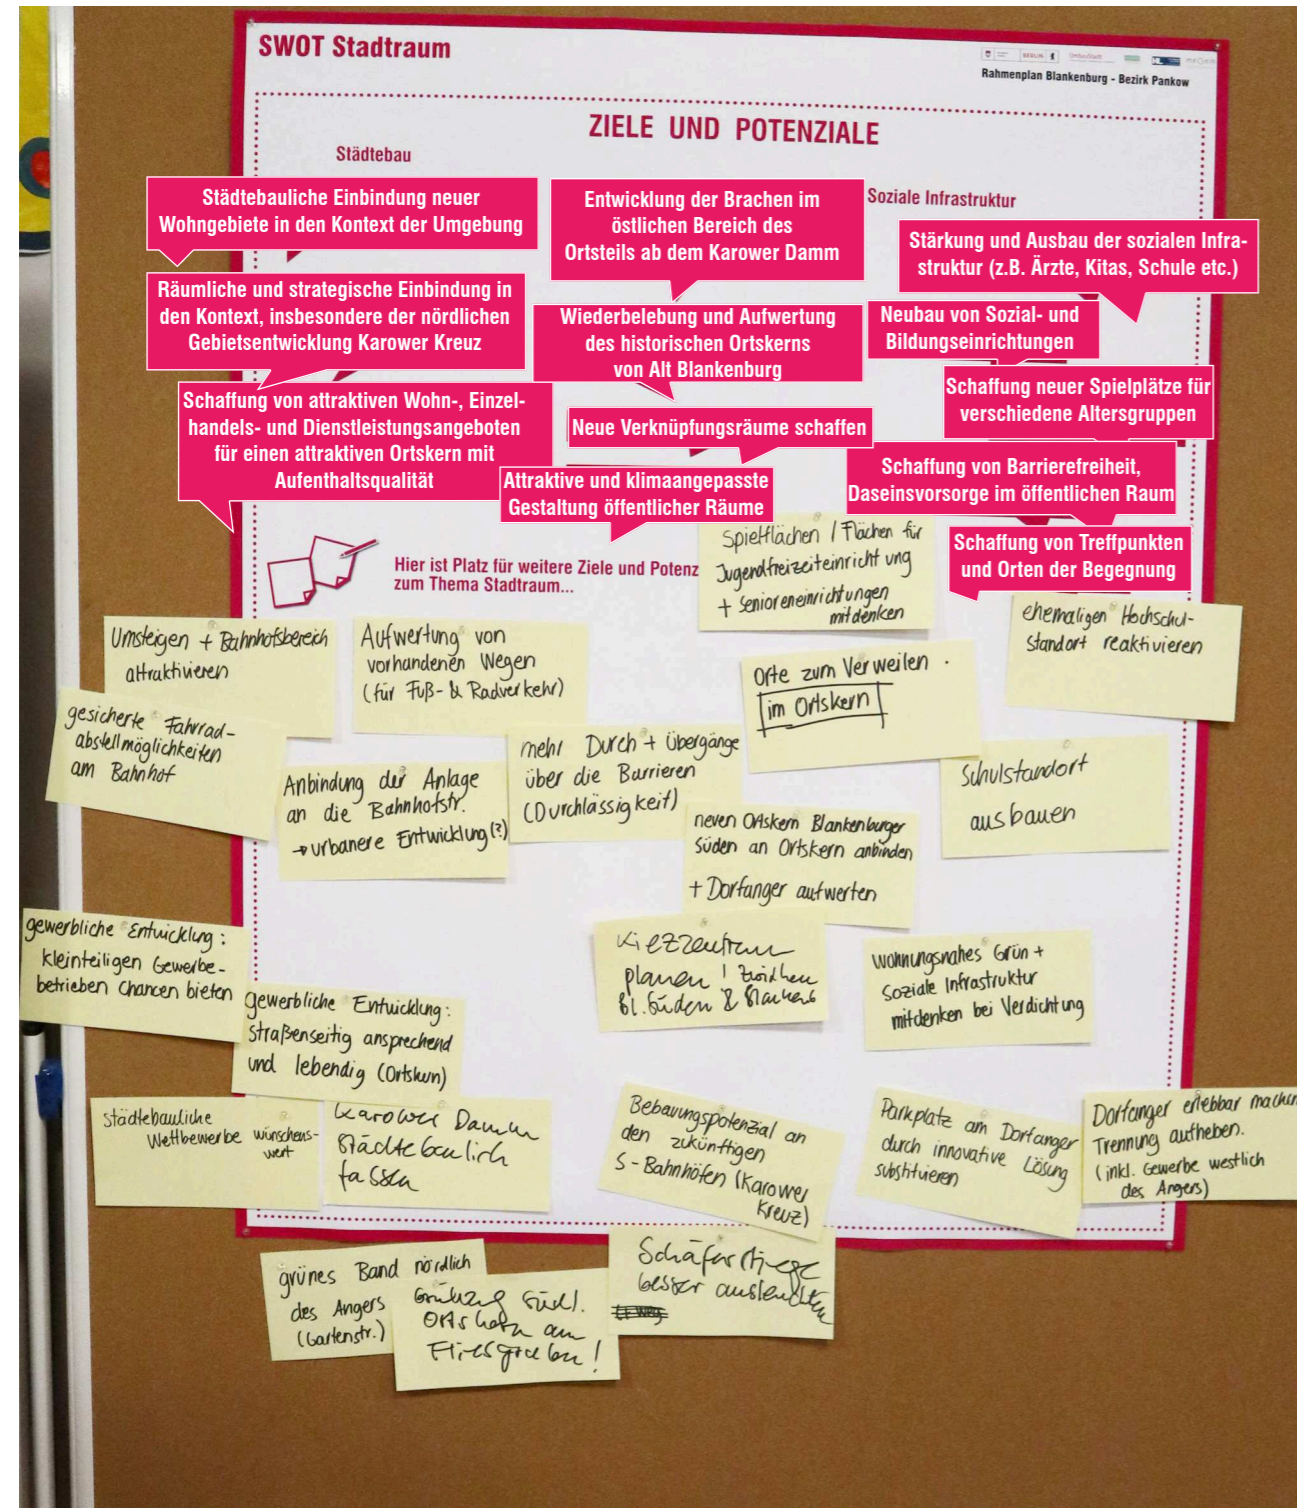 SWOT Stadtraum
BERLIN
Rahmenplan Blankenburg - Bezirk Pankow
ZIELE UND POTENZIALE
Städtebau
Städtebauliche Einbindung neuer
Wohngebiete in den Kontext der Umgebung
Räumliche und strategische Einbindung in
den Kontext, insbesondere der nördlichen
Gebietsentwicklung Karower Kreuz
Schaffung von attraktiven Wohn-, Einzel-
handels- und Dienstleistungsangeboten
für einen attraktiven Ortskern mit
Aufenthaltsqualität
Entwicklung der Brachen im
östlichen Bereich des
Ortsteils ab dem Karower Damm
Wiederbelebung und Aufwertung
des historischen Ortskerns
von Alt Blankenburg
Neue Verknüpfungsräume schaffen
Attraktive und klimaangepasste
Gestaltung öffentlicher Räume
Soziale Infrastruktur
Stärkung und Ausbau der sozialen Infra-
struktur (z.B. Ärzte, Kitas, Schule etc.)
Neubau von Sozial- und
Bildungseinrichtungen
Schaffung neuer Spielplätze für
verschiedene Altersgruppen
Schaffung von Barrierefreiheit,
Daseinsvorsorge im öffentlichen Raum
Schaffung von Treffpunkten
und Orten der Begegnung
Hier ist Platz für weitere Ziele und Potenz
zum Thema Stadtraum...
Spielflächen / Flächen für
Jugendfreizeiteinrichtung
+ Senioreneinrichtungen
mitdenken
ehemaligen Hochschul-
standort reaktivieren
Umsteigen + Bahnhofsbereich
attraktivieren
Aufwertung von
vorhandenen Wegen
(für Fuß- & Radverkehr)
Orte zum Verweilen
im Ortskern
gesicherte Fahrrad-
abstellmöglichkeiten
am Bahnhof
Anbindung der Anlage
an die Bahnhofstr.
→ urbanere Entwicklung (?)
mehr Durch + Übergänge
über die Barrieren
(Durchlässigkeit)
neuen Ortskern Blankenburger
Süden an Ortskern anbinden
+ Dorfanger aufwerten
Schulstandort
ausbauen
gewerbliche Entwicklung:
kleinteiligen Gewerbe-
betrieben Chancen bieten
gewerbliche Entwicklung:
straßenseitig ansprechend
und lebendig (Ortskern)
Kiezzentrum
planen! zwischen
Bl. Süden &
wohnungsnahes Grün +
soziale Infrastruktur
mitdenken bei Verdichtung
städtebauliche
Wettbewerbe wünschens-
wert
Karower Damm
städtebaulich
fassen
Bebauungspotenzial an
den zukünftigen
S-Bahnhöfen (Karower
Kreuz)
Parkplatz am Dorfanger
durch innovative Lösung
substituieren
Dorfanger erlebbar machen
Trennung aufheben.
(inkl. Gewerbe westlich
des Angers)
grünes Band nördlich
des Angers
(Gartenstr.)
Grünzug südl.
Ortskern am
Fließgraben!
Schäferstege
besser ausleuchten